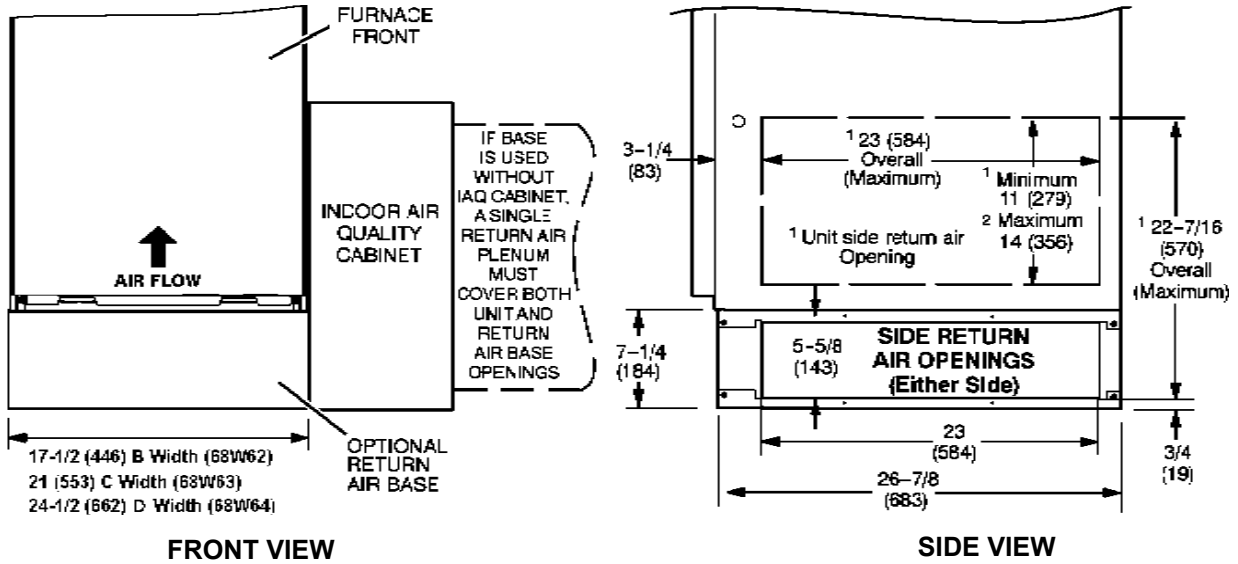 FURNACE
FRONT
AIR FLOW
INDOOR AIR
QUALITY
CABINET
IF BASE
IS USED
WITHOUT
IAQ CABINET,
A SINGLE
RETURN AIR
PLENUM
MUST
COVER BOTH
UNIT AND
RETURN
AIR BASE
OPENINGS
OPTIONAL
RETURN
AIR BASE
17-1/2 (446) B Width (68W62)
21 (553) C Width (68W63)
24-1/2 (662) D Width (68W64)
FRONT VIEW
3-1/4
(83)
1 23 (584)
Overall
(Maximum)
1 Minimum
11 (279)
2 Maximum
14 (356)
1 Unit side return air
Opening
1 22-7/16
(570)
Overall
(Maximum)
7-1/4
(184)
5-5/8
(143)
SIDE RETURN
AIR OPENINGS
(Either Side)
23
(584)
3/4
(19)
26-7/8
(683)
SIDE VIEW